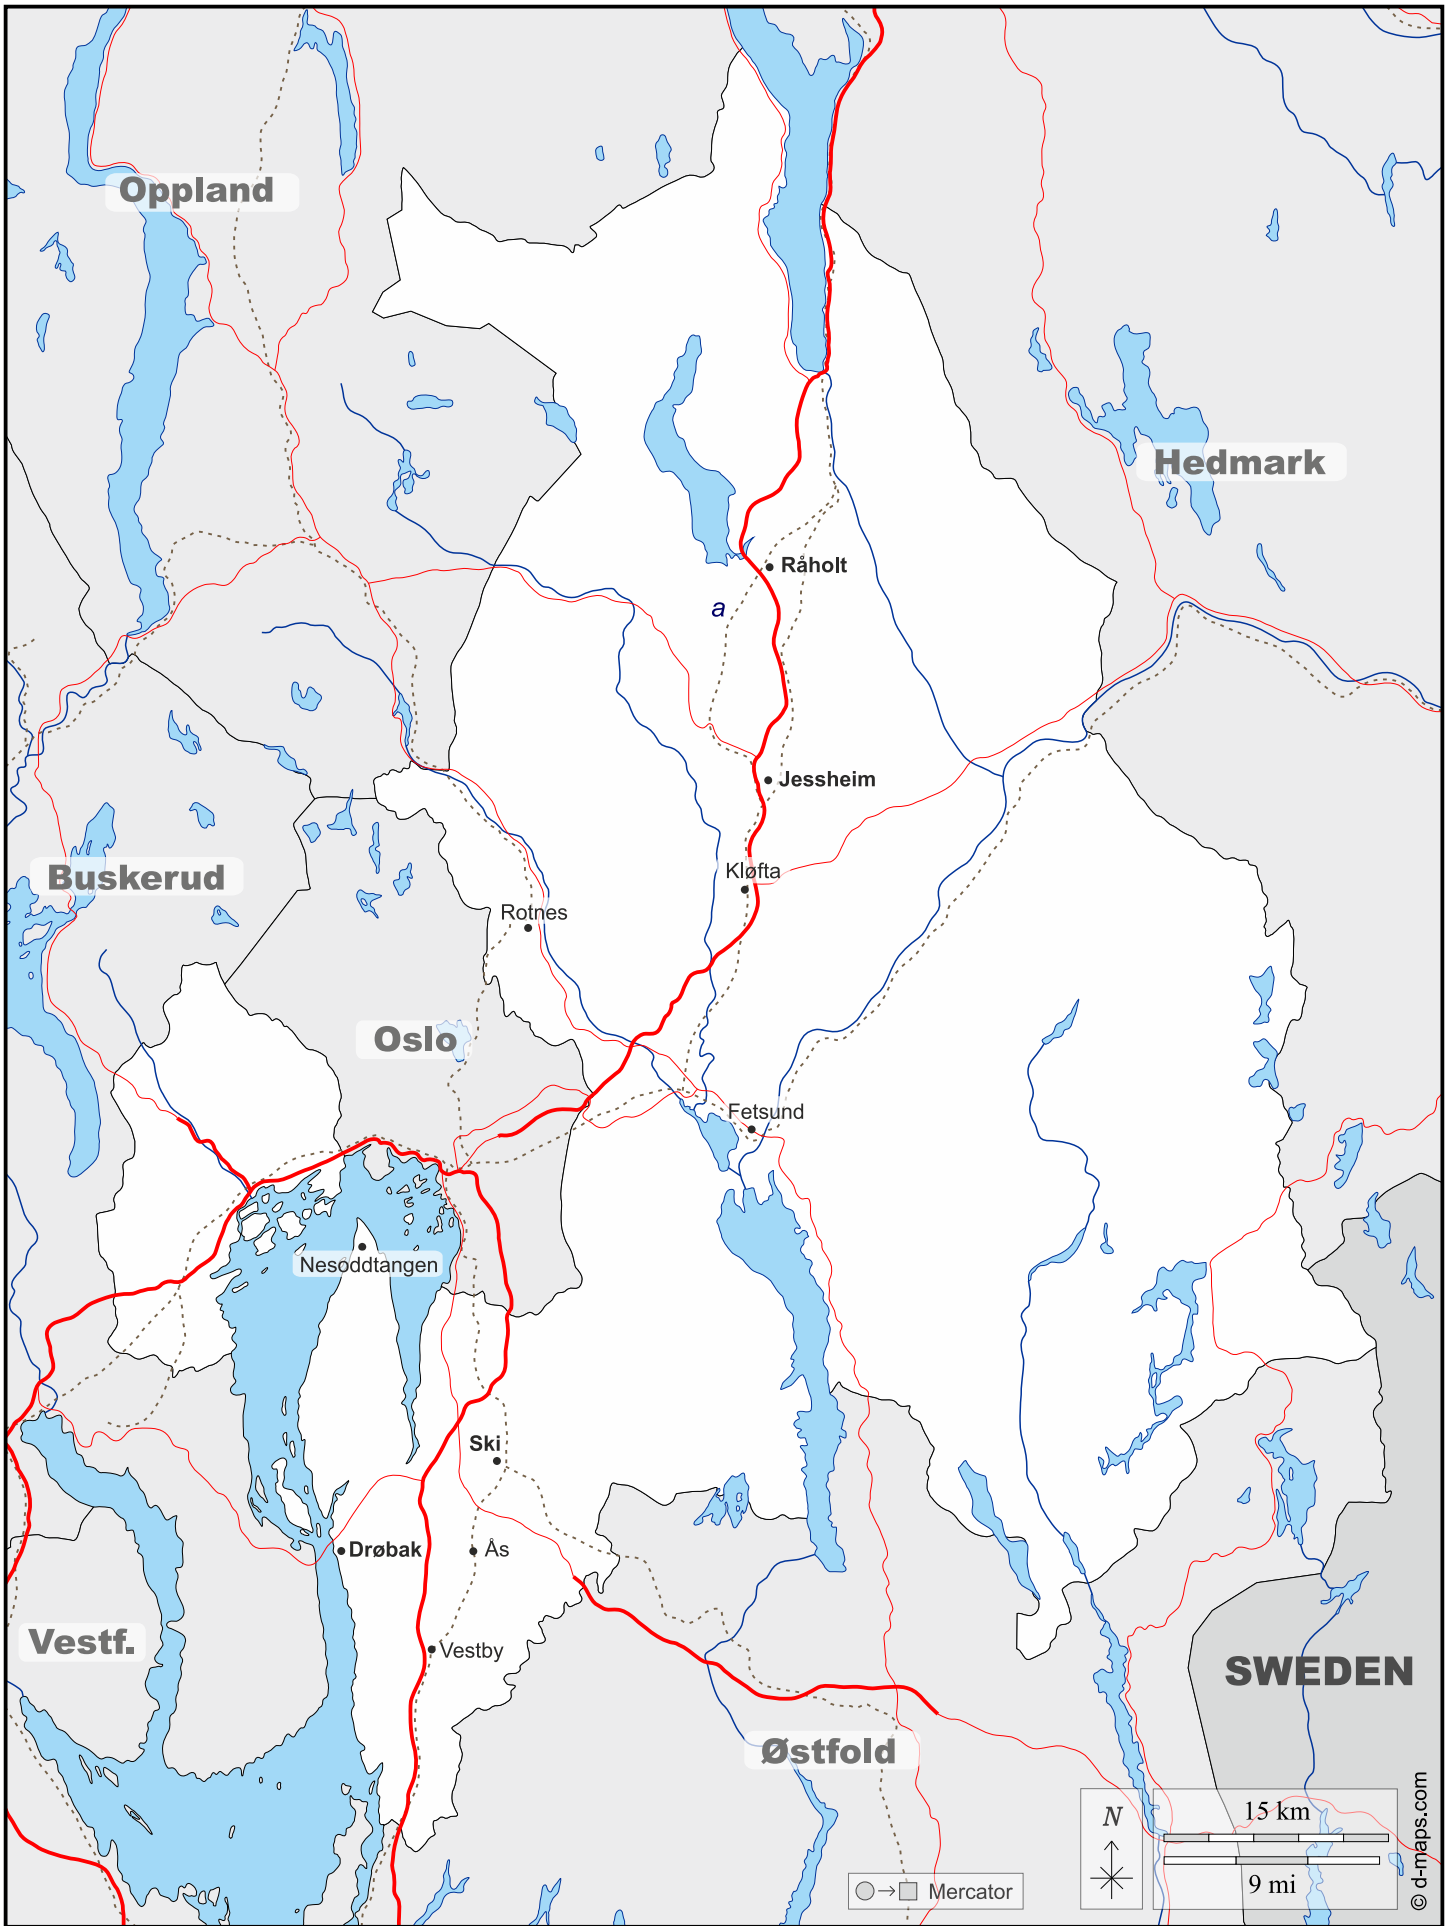 Oppland
Hedmark
Råholt
a
Jessheim
Kløfta
Buskerud
Rotnes
Oslo
Fetsund
Nesoddtangen
Ski
Drøbak
Ås
Vestf.
Vestby
SWEDEN
Østfold
N
15 km
9 mi
Mercator
© d-maps.com